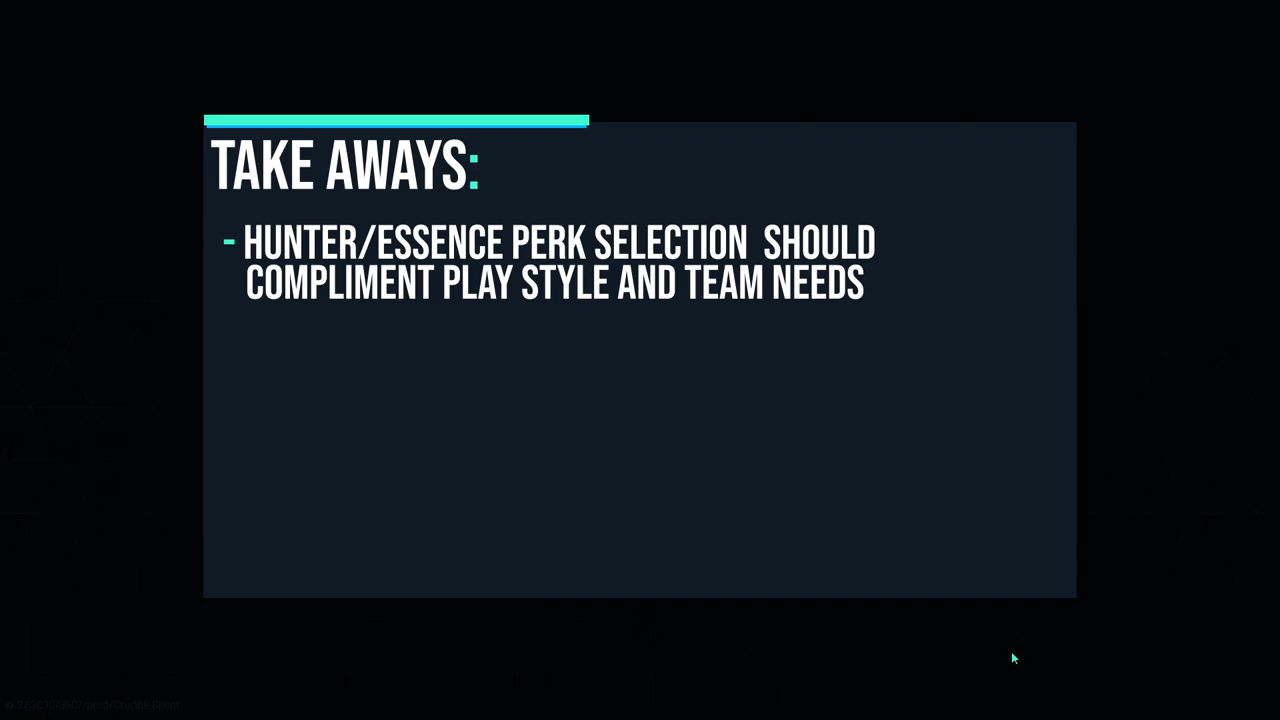 TAKE AWAYS:
- HUNTER/ESSENCE PERK SELECTION SHOULD
COMPLIMENT PLAY STYLE AND TEAM NEEDS